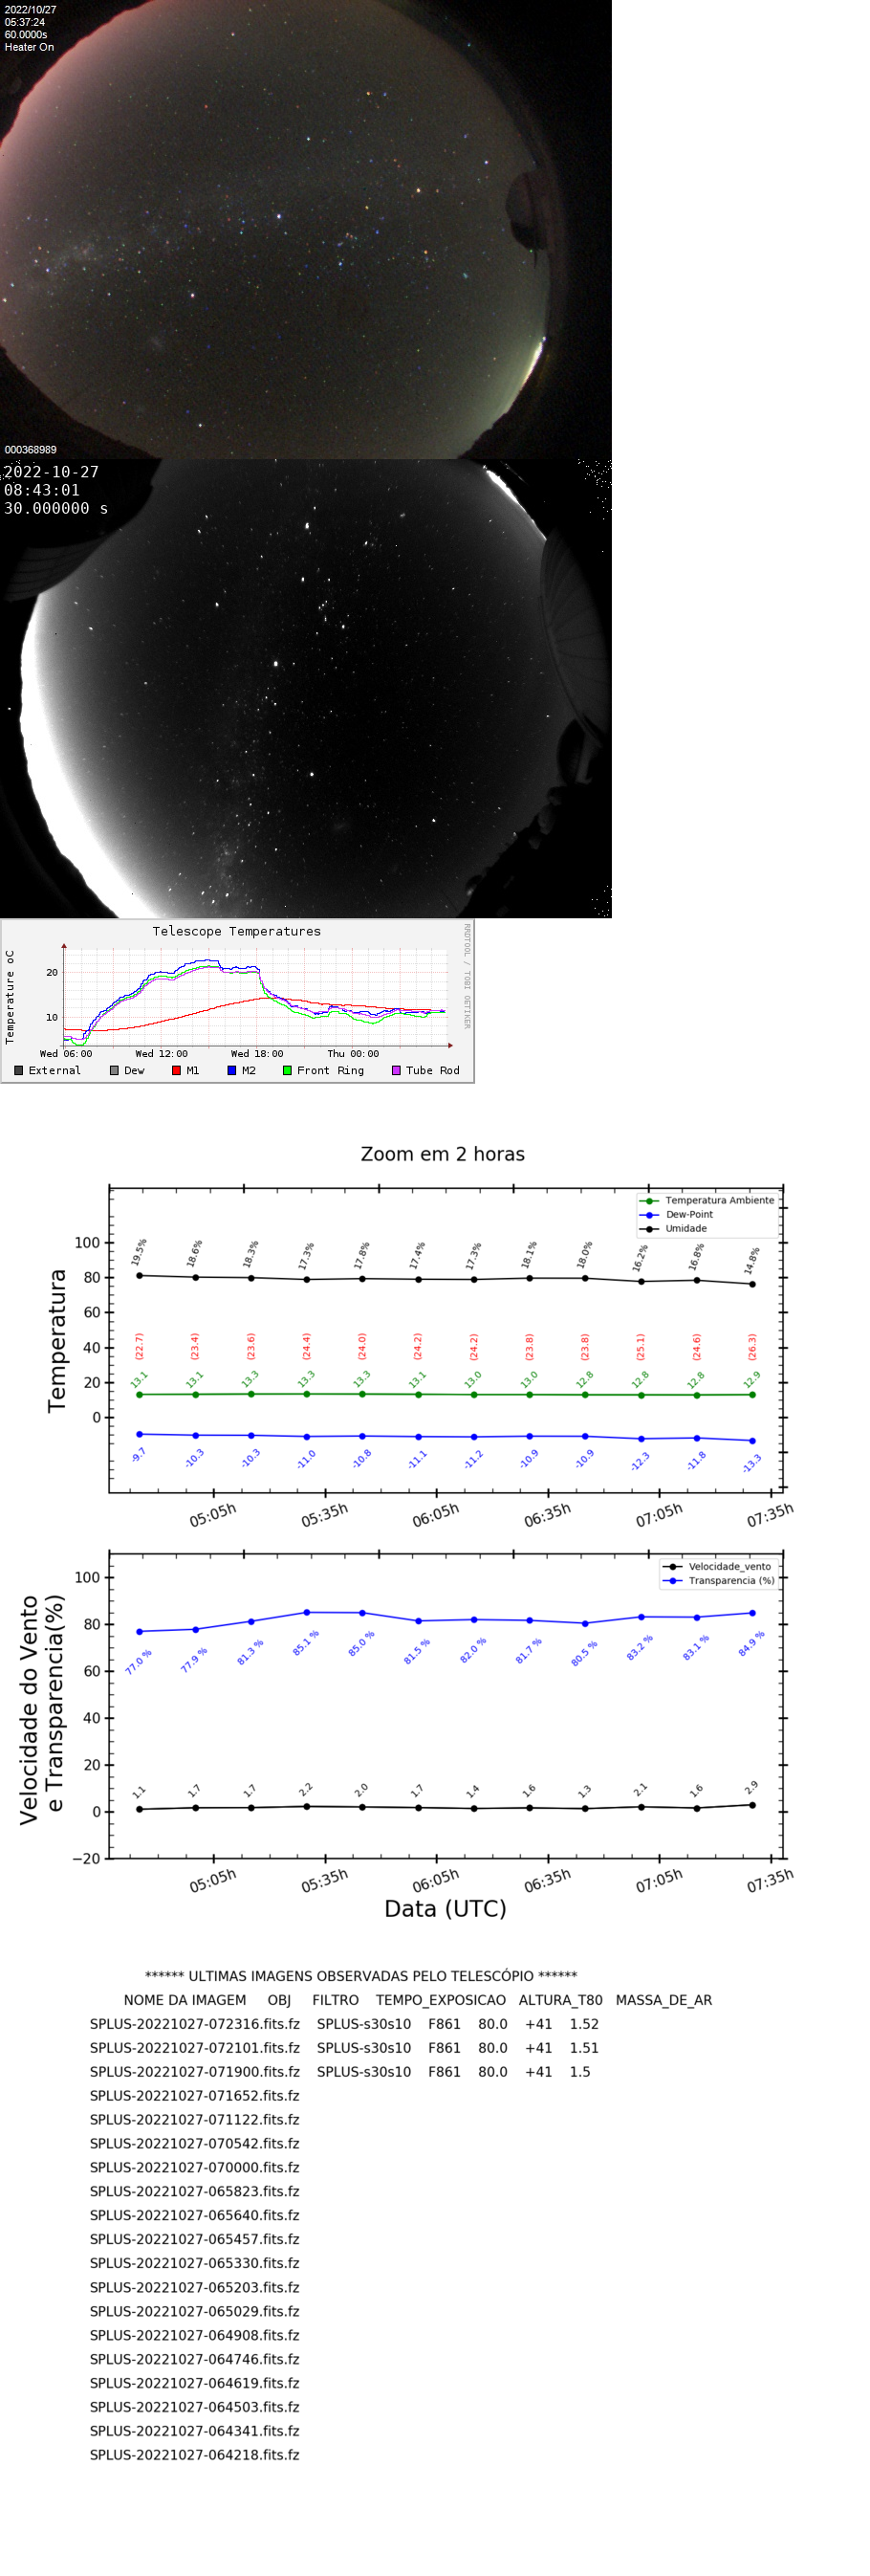 2022/10/27
05:37:24
60.0000s
Heater On
000368989
2022-10-27
08:43:01
30.000000 s
Telescope Temperatures
RRDTOOL / TOBI OETIKER
Temperature oC
20
10
Wed 06:00 Wed 12:00 Wed 18:00 Thu 00:00
External Dew M1 M2 Front Ring Tube Rod
Zoom em 2 horas
Temperatura Ambiente
Dew-Point
Umidade
Temperatura
100
80
60
40
20
0
19.5% 18.6% 18.3% 17.3% 17.8% 17.4% 17.3% 18.1% 18.0% 16.2% 16.8% 14.8%
(22.7) (23.4) (23.6) (24.4) (24.0) (24.2) (24.2) (23.8) (23.8) (25.1) (24.6) (26.3)
13.1 13.1 13.3 13.3 13.3 13.1 13.0 13.0 12.8 12.8 12.8 12.9
-9.7 -10.3 -10.3 -11.0 -10.8 -11.1 -11.2 -10.9 -10.9 -12.3 -11.8 -13.3
05:05h 05:35h 06:05h 06:35h 07:05h 07:35h
Velocidade_vento
Transparencia (%)
Velocidade do Vento
e Transparencia(%)
100
80
60
40
20
0
−20
77.0 % 77.9 % 81.3 % 85.1 % 85.0 % 81.5 % 82.0 % 81.7 % 80.5 % 83.2 % 83.1 % 84.9 %
1.1 1.7 1.7 2.2 2.0 1.7 1.4 1.6 1.3 2.1 1.6 2.9
05:05h 05:35h 06:05h 06:35h 07:05h 07:35h
Data (UTC)
****** ULTIMAS IMAGENS OBSERVADAS PELO TELESCÓPIO ******
NOME DA IMAGEM OBJ FILTRO TEMPO_EXPOSICAO ALTURA_T80 MASSA_DE_AR
SPLUS-20221027-072316.fits.fz SPLUS-s30s10 F861 80.0 +41 1.52
SPLUS-20221027-072101.fits.fz SPLUS-s30s10 F861 80.0 +41 1.51
SPLUS-20221027-071900.fits.fz SPLUS-s30s10 F861 80.0 +41 1.5
SPLUS-20221027-071652.fits.fz
SPLUS-20221027-071122.fits.fz
SPLUS-20221027-070542.fits.fz
SPLUS-20221027-070000.fits.fz
SPLUS-20221027-065823.fits.fz
SPLUS-20221027-065640.fits.fz
SPLUS-20221027-065457.fits.fz
SPLUS-20221027-065330.fits.fz
SPLUS-20221027-065203.fits.fz
SPLUS-20221027-065029.fits.fz
SPLUS-20221027-064908.fits.fz
SPLUS-20221027-064746.fits.fz
SPLUS-20221027-064619.fits.fz
SPLUS-20221027-064503.fits.fz
SPLUS-20221027-064341.fits.fz
SPLUS-20221027-064218.fits.fz